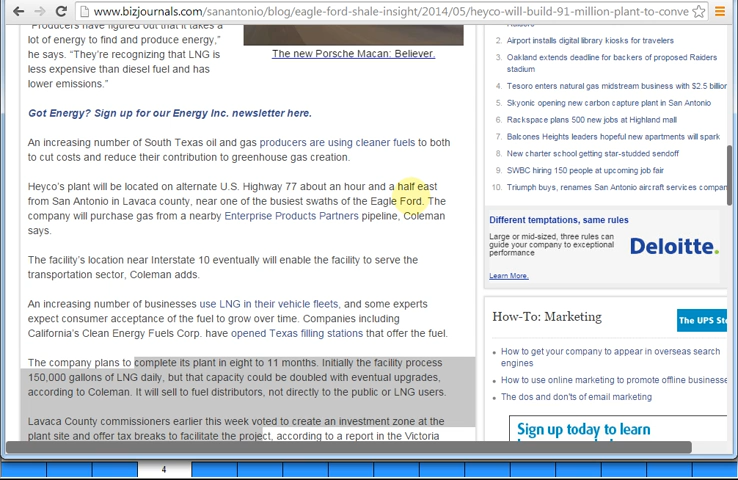 www.bizjournals.com/sanantonio/blog/eagle-ford-shale-insight/2014/05/heyco-will-build-91-million-plant-to-conve
Producers have figured out that it takes a
lot of energy to find and produce energy,"
he says. "They're recognizing that LNG is
less expensive than diesel fuel and has
lower emissions."
The new Porsche Macan: Believer.
Got Energy? Sign up for our Energy Inc. newsletter here.
An increasing number of South Texas oil and gas producers are using cleaner fuels to both
to cut costs and reduce their contribution to greenhouse gas creation.
Heyco's plant will be located on alternate U.S. Highway 77 about an hour and a half east
from San Antonio in Lavaca county, near one of the busiest swaths of the Eagle Ford. The
company will purchase gas from a nearby Enterprise Products Partners pipeline, Coleman
says.
The facility's location near Interstate 10 eventually will enable the facility to serve the
transportation sector, Coleman adds.
An increasing number of businesses use LNG in their vehicle fleets, and some experts
expect consumer acceptance of the fuel to grow over time. Companies including
California's Clean Energy Fuels Corp. have opened Texas filling stations that offer the fuel.
The company plans to complete its plant in eight to 11 months. Initially the facility process
150,000 gallons of LNG daily, but that capacity could be doubled with eventual upgrades,
according to Coleman. It will sell to fuel distributors, not directly to the public or LNG users.
Lavaca County commissioners earlier this week voted to create an investment zone at the
plant site and offer tax breaks to facilitate the project, according to a report in the Victoria
2. Airport installs digital library kiosks for travelers
3. Oakland extends deadline for backers of proposed Raiders
stadium
4. Tesoro enters natural gas midstream business with $2.5 billion
5. Skyonic opening new carbon capture plant in San Antonio
6. Rackspace plans 500 new jobs at Highland mall
7. Balcones Heights leaders hopeful new apartments will spark
8. New charter school getting star-studded sendoff
9. SWBC hiring 150 people at upcoming job fair
10. Triumph buys, renames San Antonio aircraft services compan
Different temptations, same rules
Large or mid-sized, three rules can
guide your company to exceptional
performance
Learn More.
Deloitte.
How-To: Marketing
The UPS Sto
• How to get your company to appear in overseas search
engines
• How to use online marketing to promote offline businesse
• The dos and don'ts of email marketing
Sign up today to learn
4